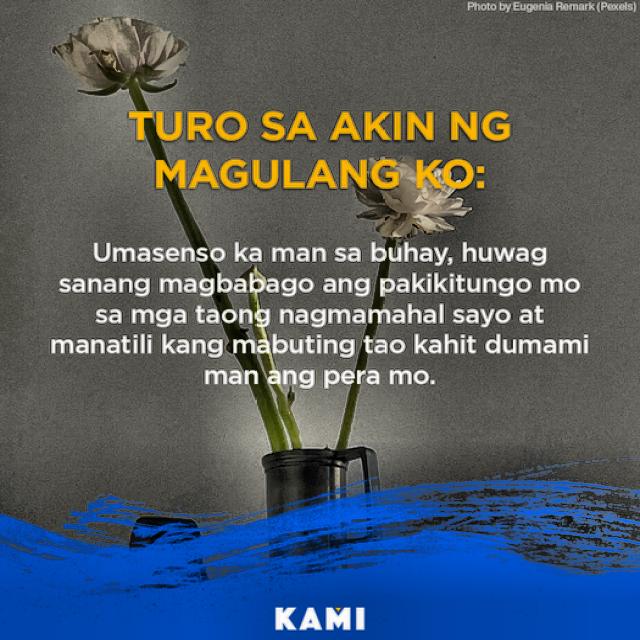 Photo by Eugenia Remark (Pexels)
TURO SA AKIN NG
MAGULANG KO:
Umasenso ka man sa buhay, huwag
sanang magbabago ang pakikitungo mo
sa mga taong nagmamahal sayo at
manatili kang mabuting tao kahit dumami
man ang pera mo.
KAMI